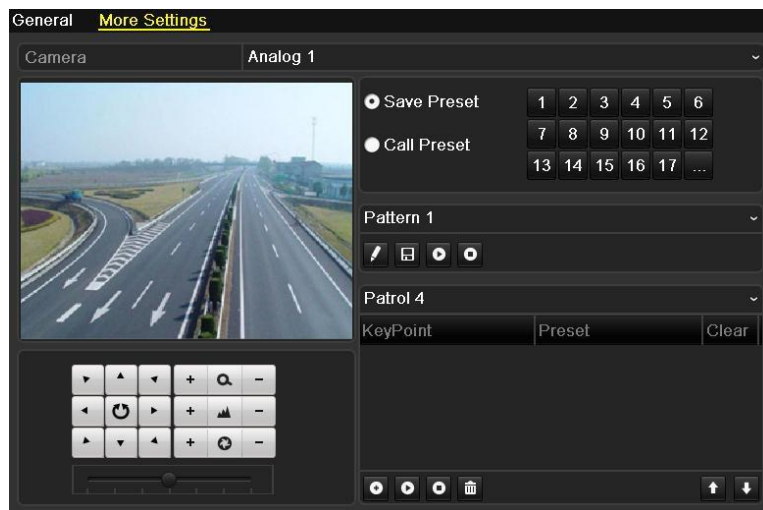 General More Settings
Camera Analog 1
Save Preset 1 2 3 4 5 6
Call Preset 7 8 9 10 11 12
13 14 15 16 17 ...
Pattern 1
Patrol 4
KeyPoint Preset Clear